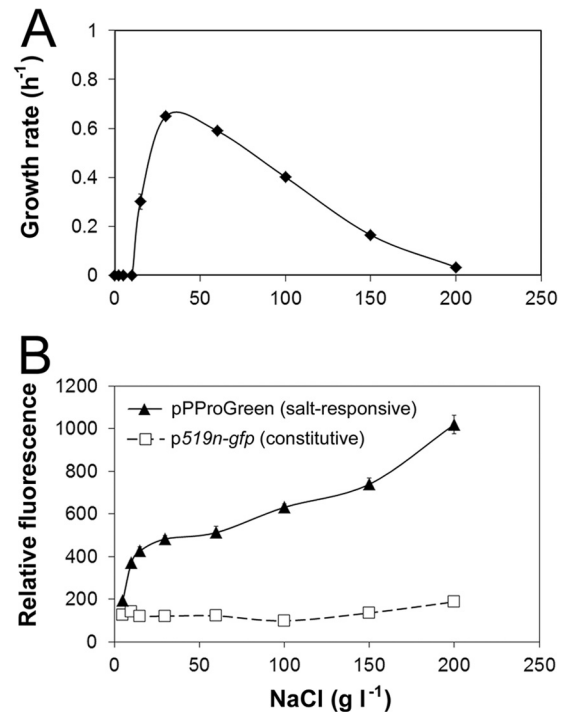 A
Growth rate (h⁻¹)
1
0.8
0.6
0.4
0.2
0
0 50 100 150 200 250
B
Relative fluorescence
1200
1000
800
600
400
200
0
pPProGreen (salt-responsive)
p519n-gfp (constitutive)
0 50 100 150 200 250
NaCl (g l⁻¹)